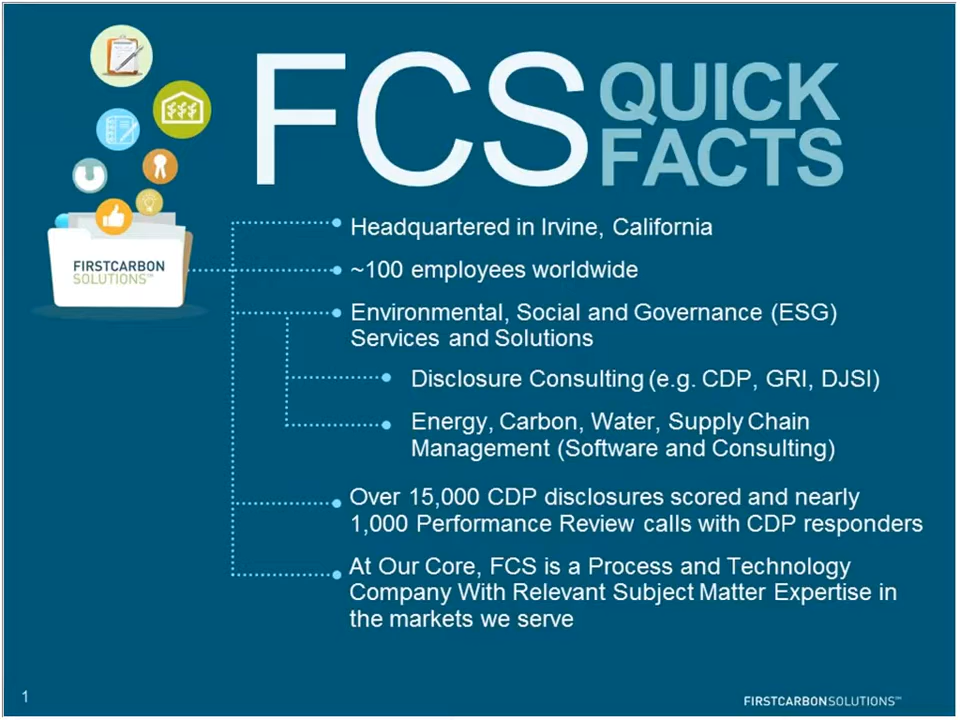 FCS QUICK
FACTS
Headquartered in Irvine, California
~100 employees worldwide
FIRSTCARBON
SOLUTIONS℠
Environmental, Social and Governance (ESG)
Services and Solutions
Disclosure Consulting (e.g. CDP, GRI, DJSI)
Energy, Carbon, Water, Supply Chain
Management (Software and Consulting)
Over 15,000 CDP disclosures scored and nearly
1,000 Performance Review calls with CDP responders
At Our Core, FCS is a Process and Technology
Company With Relevant Subject Matter Expertise in
the markets we serve
1
FIRSTCARBONSOLUTIONS℠